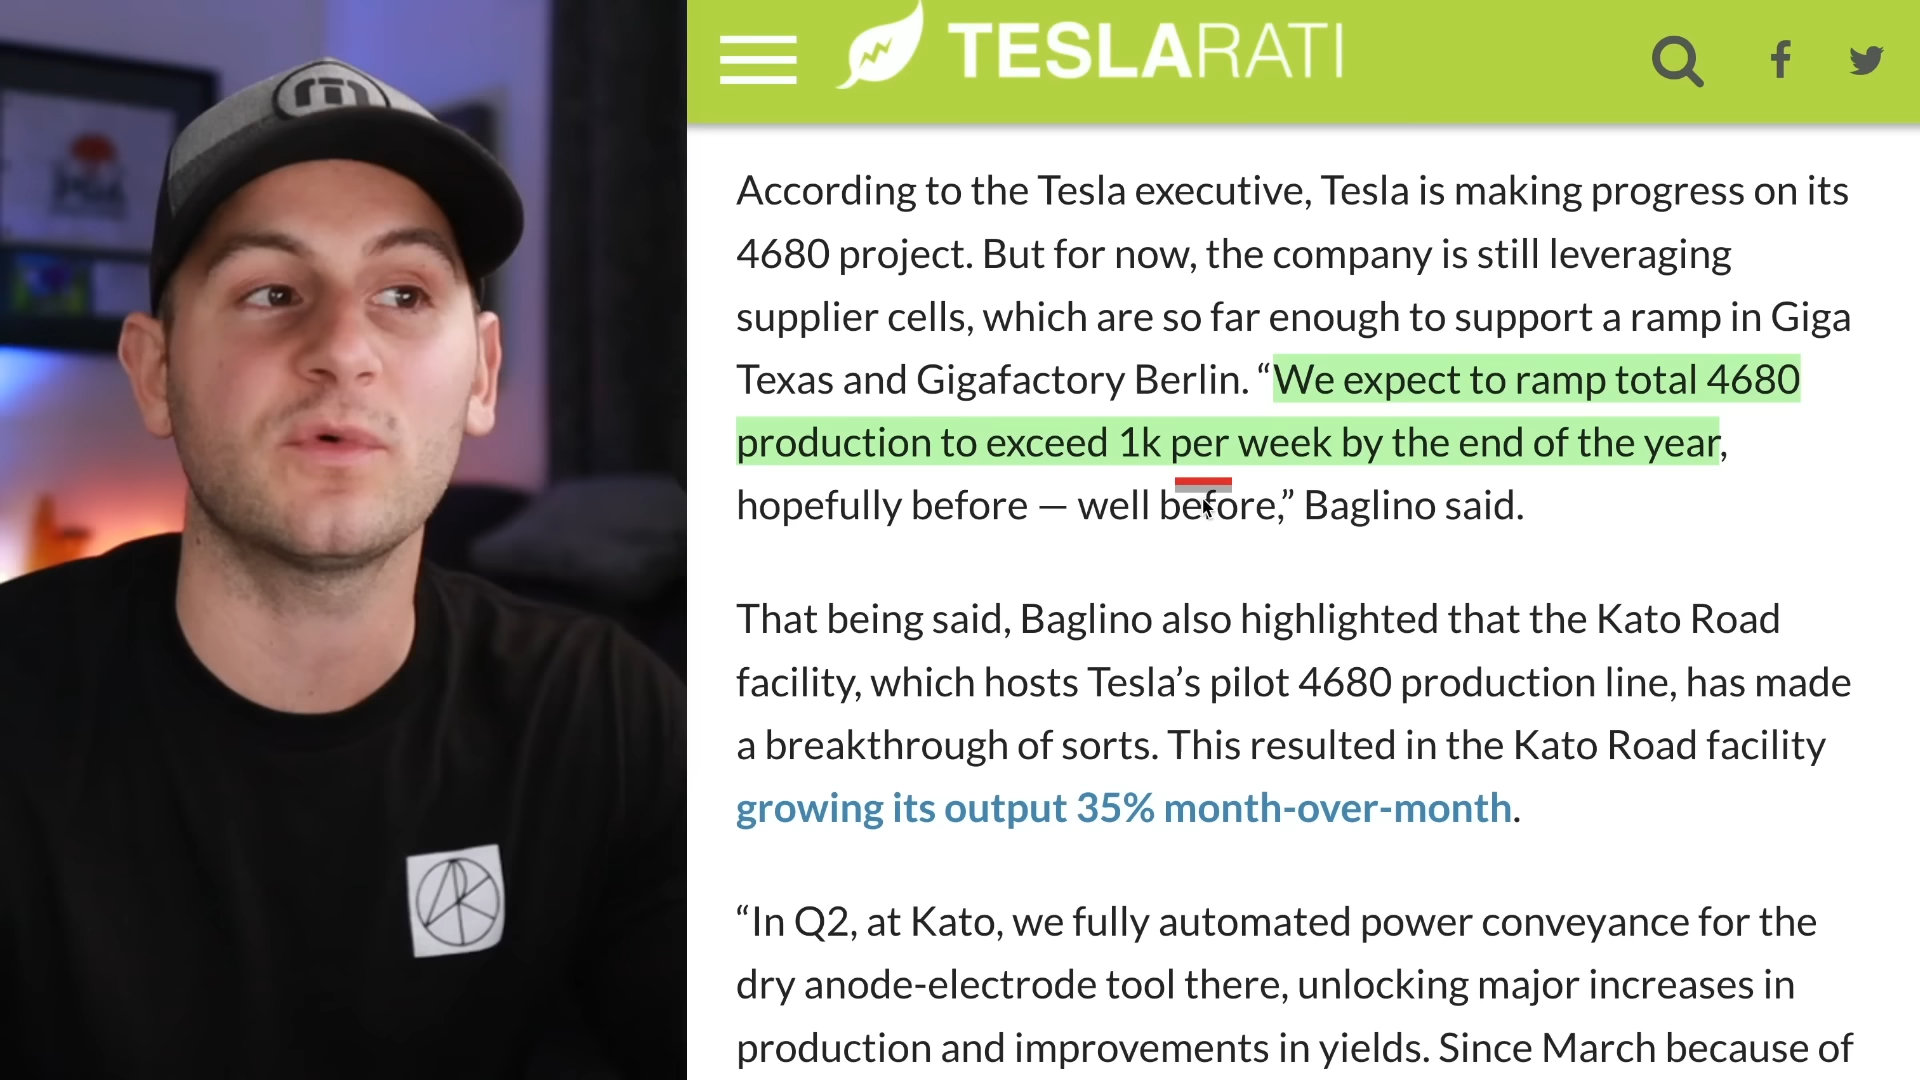 TESLARATI
According to the Tesla executive, Tesla is making progress on its
4680 project. But for now, the company is still leveraging
supplier cells, which are so far enough to support a ramp in Giga
Texas and Gigafactory Berlin. “We expect to ramp total 4680
production to exceed 1k per week by the end of the year,
hopefully before — well before,” Baglino said.
That being said, Baglino also highlighted that the Kato Road
facility, which hosts Tesla’s pilot 4680 production line, has made
a breakthrough of sorts. This resulted in the Kato Road facility
growing its output 35% month-over-month.
“In Q2, at Kato, we fully automated power conveyance for the
dry anode-electrode tool there, unlocking major increases in
production and improvements in yields. Since March because of